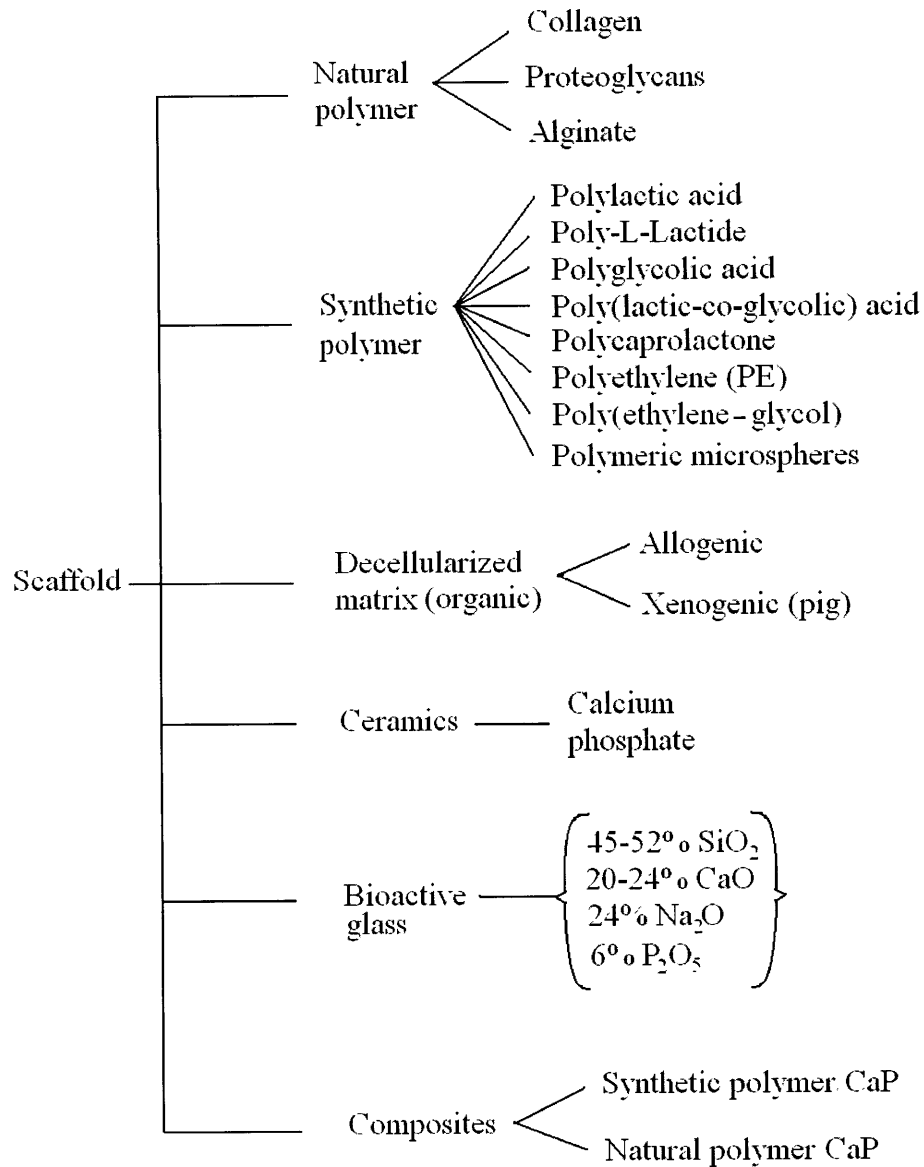 Collagen
Natural
polymer
Proteoglycans
Alginate
Polylactic acid
Poly-L-Lactide
Polyglycolic acid
Synthetic
polymer
Poly(lactic-co-glycolic) acid
Polycaprolactone
Polyethylene (PE)
Poly(ethylene–glycol)
Polymeric microspheres
Scaffold
Decellularized
matrix (organic)
Allogenic
Xenogenic (pig)
Ceramics
Calcium
phosphate
Bioactive
glass
45-52% SiO₂
20-24% CaO
24% Na₂O
6% P₂O₅
Composites
Synthetic polymer CaP
Natural polymer CaP